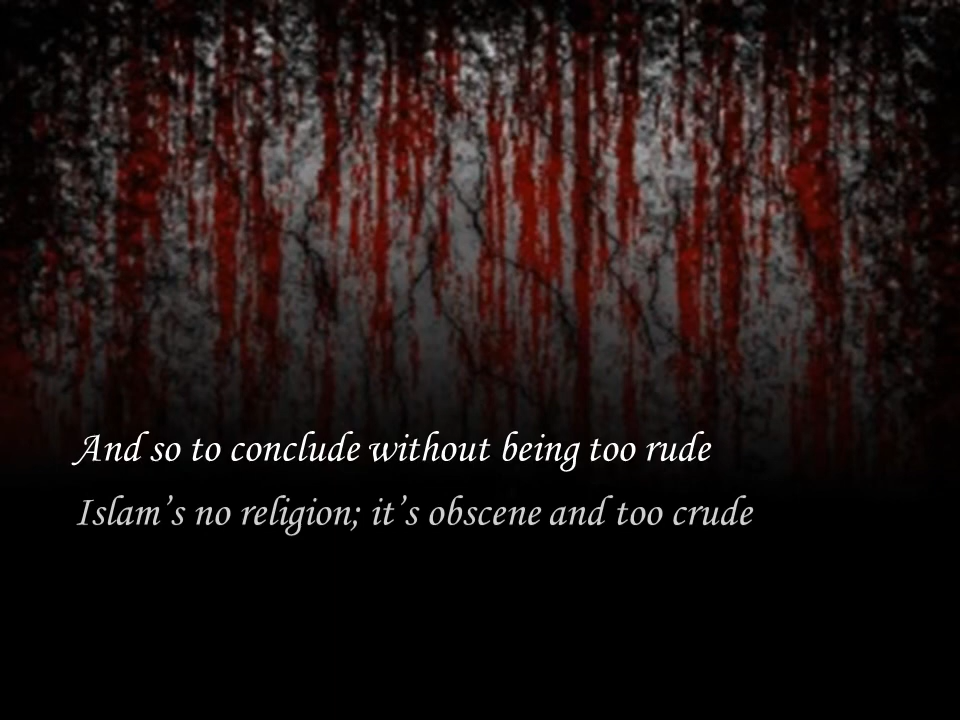 And so to conclude without being too rude
Islam’s no religion; it’s obscene and too crude